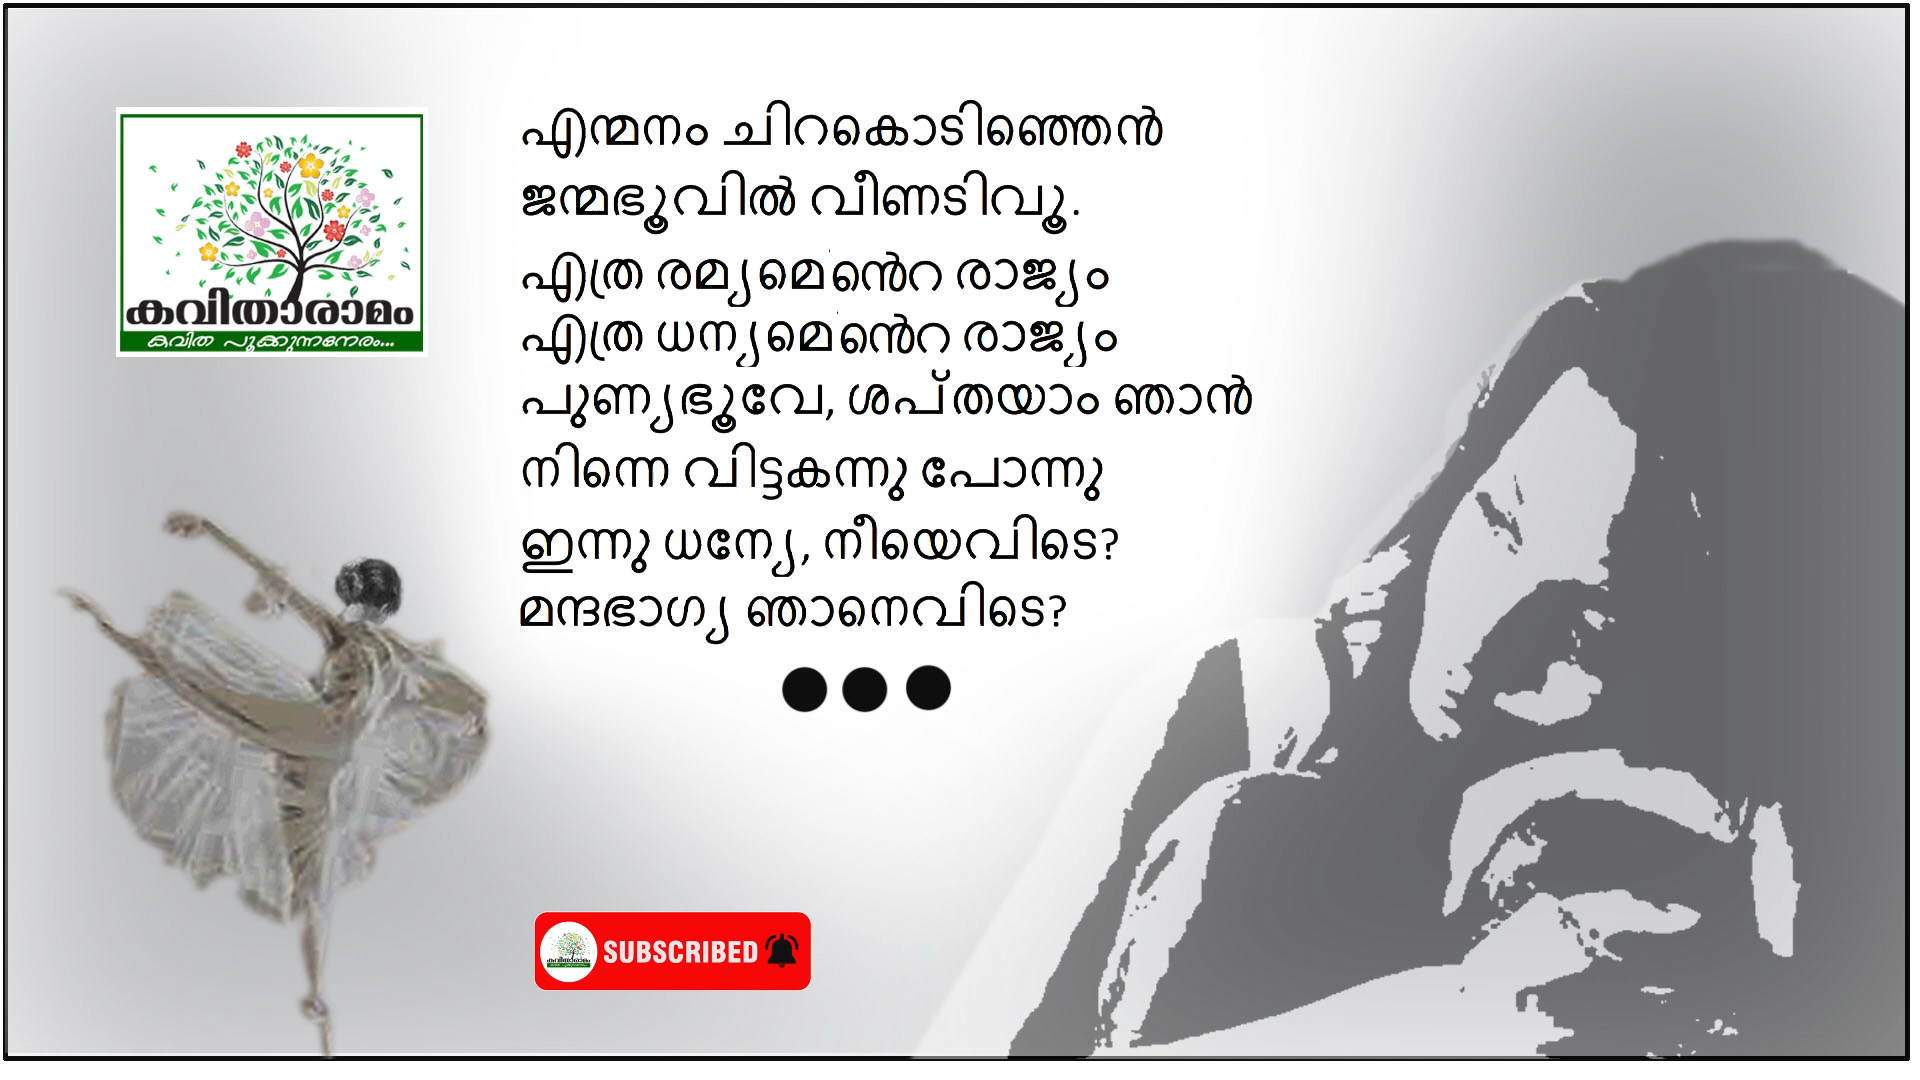 കവിതാരാമം
കവിത പൂക്കുന്നനേരം...
എന്മനം ചിറകൊടിഞ്ഞെൻ
ജന്മഭൂവിൽ വീണടിവൂ.
എത്ര രമ്യമെൻെറ രാജ്യം
എത്ര ധന്യമെൻെറ രാജ്യം
പുണ്യഭൂവേ, ശപ്തയാം ഞാൻ
നിന്നെ വിട്ടകന്നു പോന്നു
ഇന്നു ധന്യേ, നീയെവിടെ?
മന്ദഭാഗ്യ ഞാനെവിടെ?
കവിതാരാമം
SUBSCRIBED